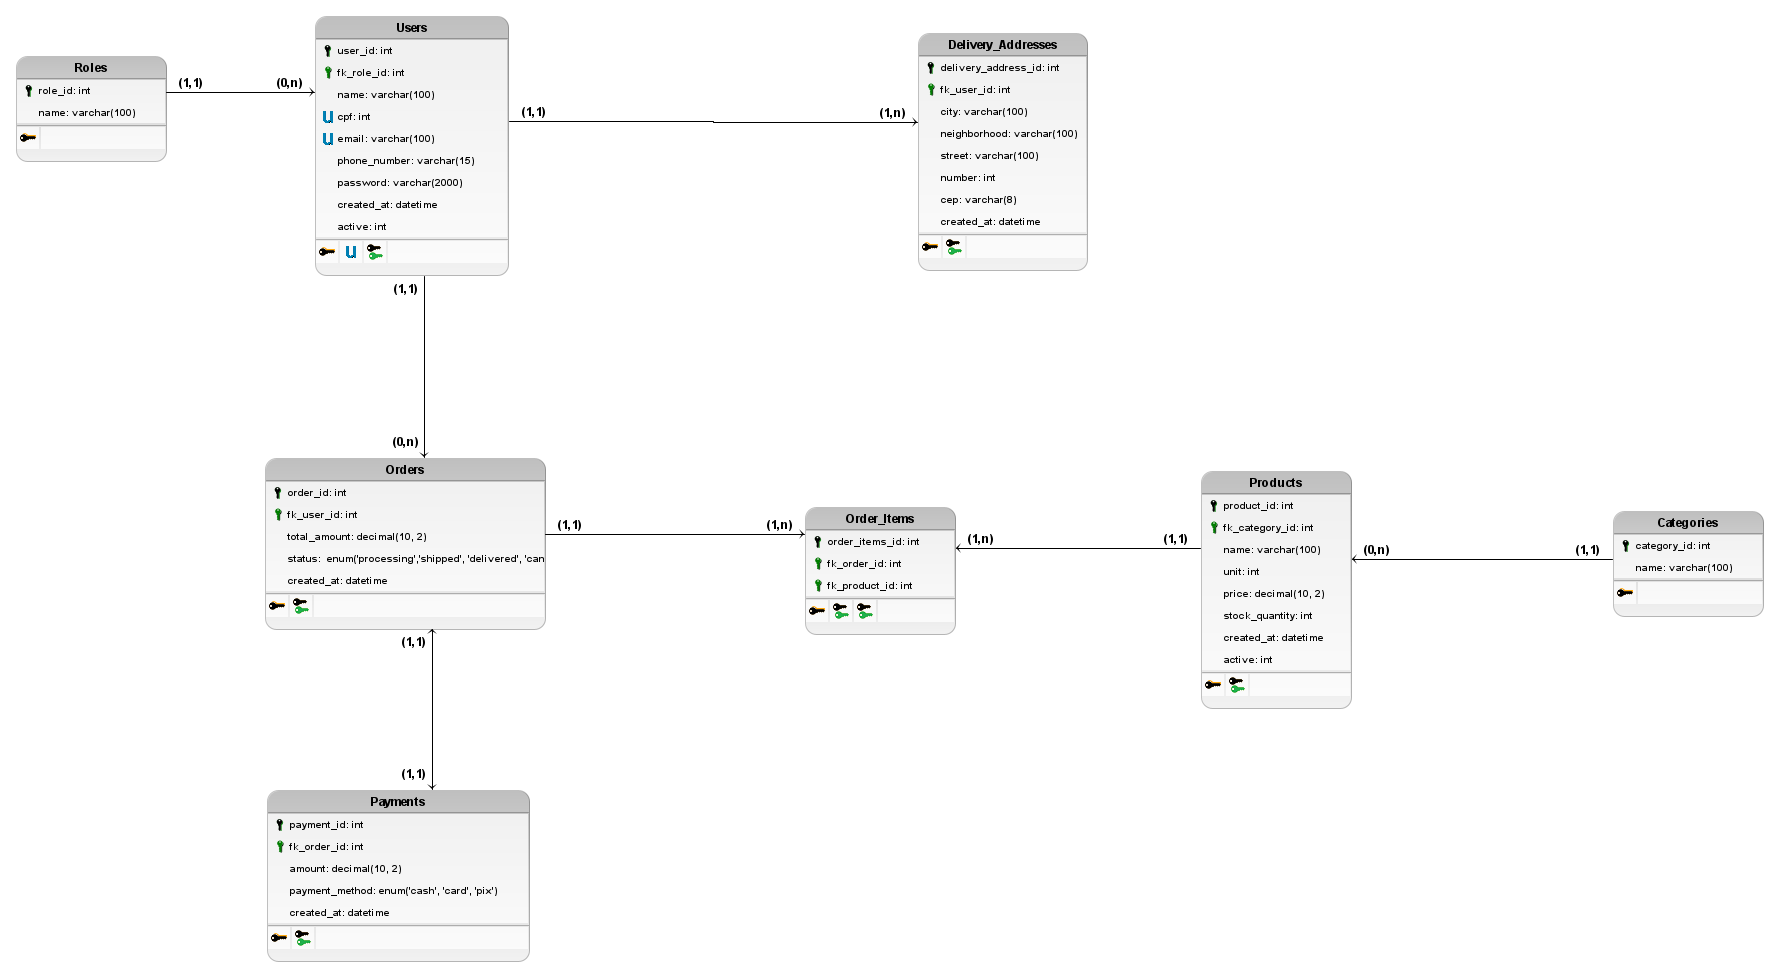 Roles
role_id: int
name: varchar(100)
(1,1)
(0,n)
Users
user_id: int
fk_role_id: int
name: varchar(100)
cpf: int
email: varchar(100)
phone_number: varchar(15)
password: varchar(2000)
created_at: datetime
active: int
(1,1)
(1,n)
Delivery_Addresses
delivery_address_id: int
fk_user_id: int
city: varchar(100)
neighborhood: varchar(100)
street: varchar(100)
number: int
cep: varchar(8)
created_at: datetime
(1,1)
(0,n)
Orders
order_id: int
fk_user_id: int
total_amount: decimal(10, 2)
status: enum('processing','shipped', 'delivered', 'can
created_at: datetime
(1,1)
(1,n)
Order_Items
order_items_id: int
fk_order_id: int
fk_product_id: int
(1,n)
(1,1)
Products
product_id: int
fk_category_id: int
name: varchar(100)
unit: int
price: decimal(10, 2)
stock_quantity: int
created_at: datetime
active: int
(0,n)
(1,1)
Categories
category_id: int
name: varchar(100)
(1,1)
(1,1)
Payments
payment_id: int
fk_order_id: int
amount: decimal(10, 2)
payment_method: enum('cash', 'card', 'pix')
created_at: datetime